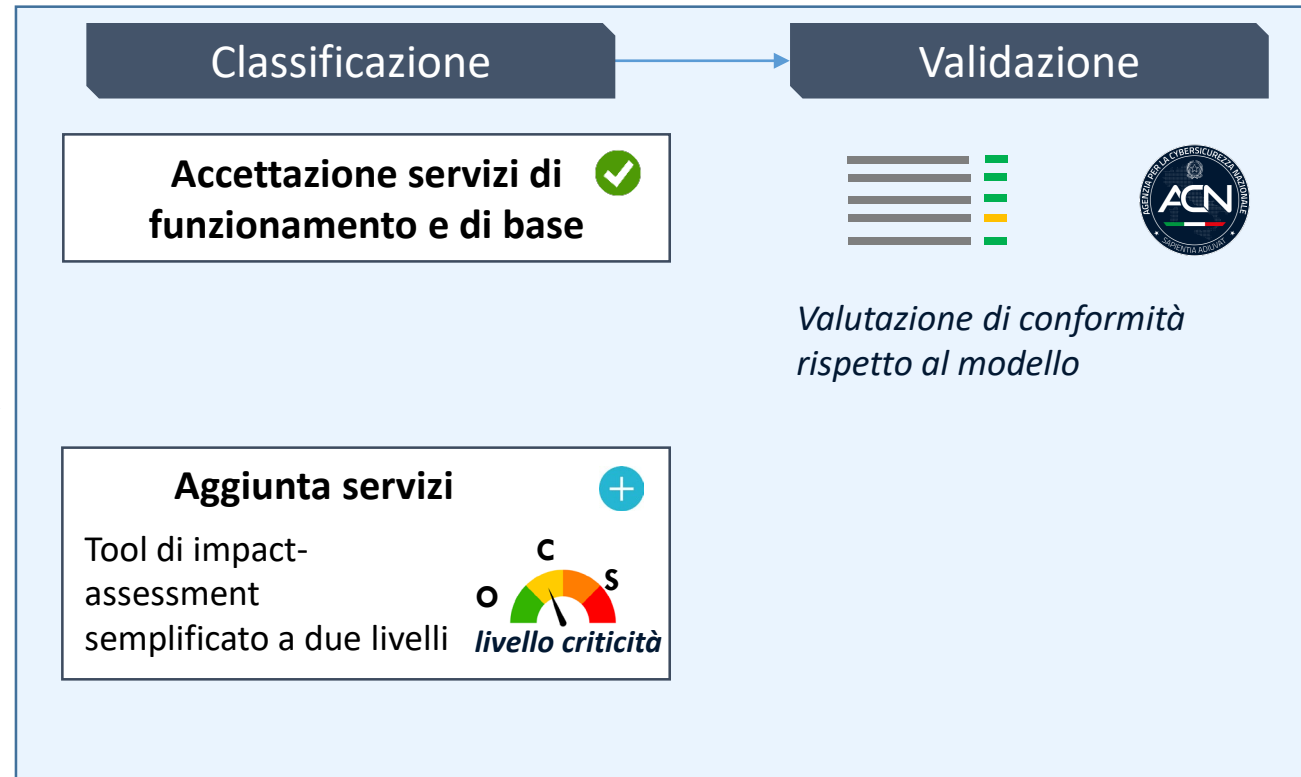 Classificazione
Validazione
Accettazione servizi di
funzionamento e di base
AGENZIA PER LA CYBERSICUREZZA NAZIONALE
ACN
SAPIENTIA ADIUVAT
Valutazione di conformità
rispetto al modello
Aggiunta servizi
Tool di impact-
assessment
semplificato a due livelli
O
C
S
livello criticità